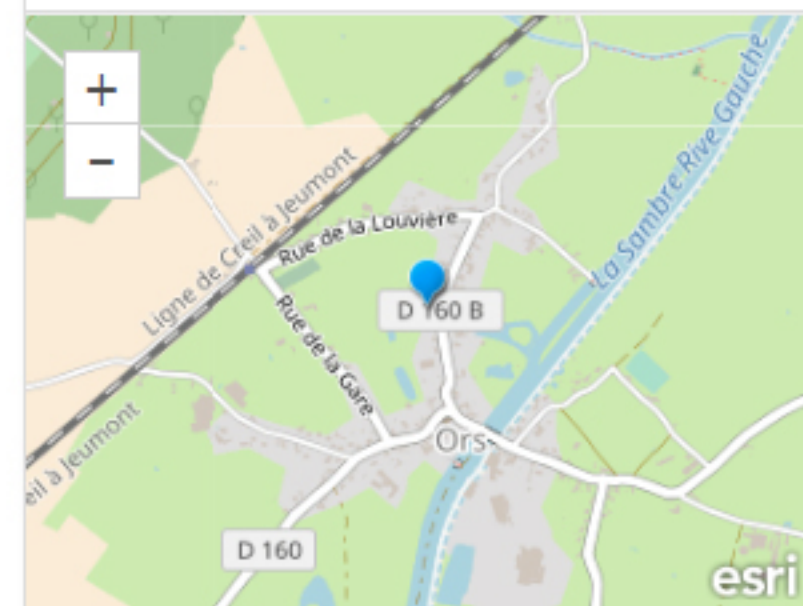 +
−
La Sambre Rive Gauche
Ligne de Creil à Jeumont
Rue de la Louvière
D 160 B
Rue de la Gare
Ors
eil à Jeumont
D 160
esri